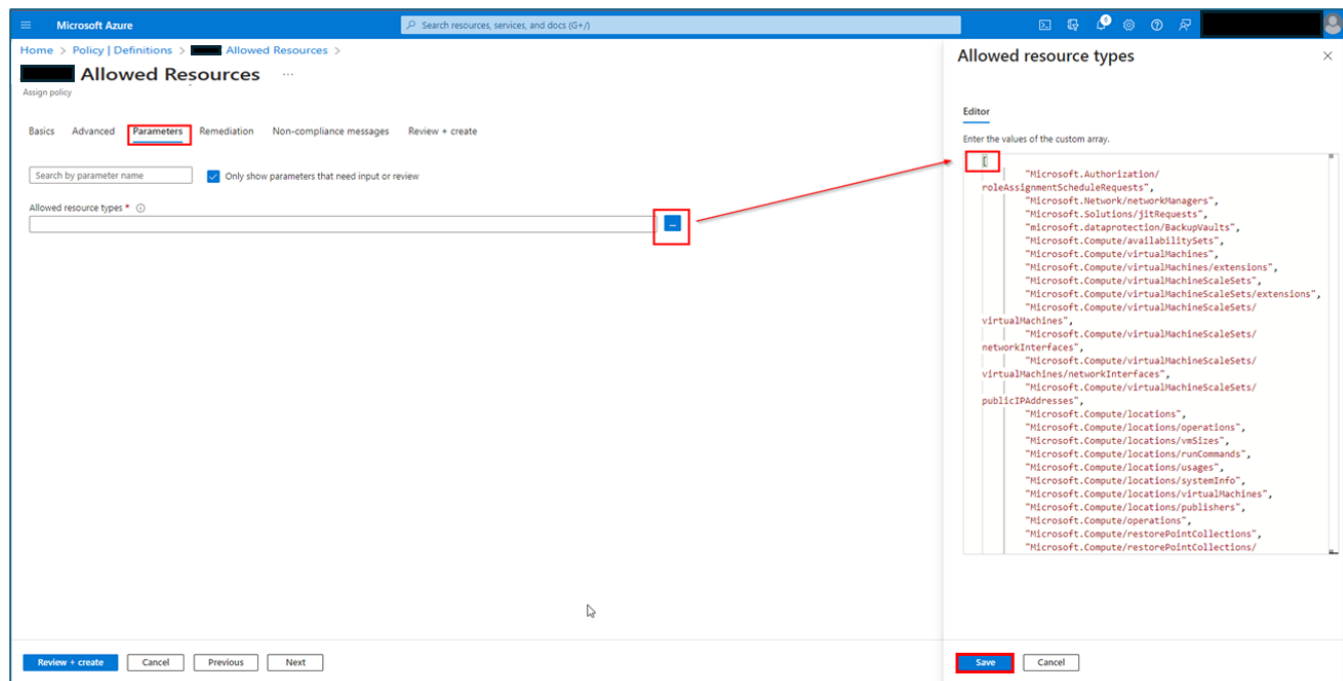 Microsoft Azure
Search resources, services, and docs (G+/)
Home > Policy | Definitions > Allowed Resources >
Allowed Resources ...
Assign policy
Basics Advanced Parameters Remediation Non-compliance messages Review + create
Search by parameter name
Only show parameters that need input or review
Allowed resource types *
...
Review + create Cancel Previous Next
Allowed resource types
Editor
Enter the values of the custom array.
[
"Microsoft.Authorization/
roleAssignmentScheduleRequests",
"Microsoft.Network/networkManagers",
"Microsoft.Solutions/jitRequests",
"microsoft.dataprotection/BackupVaults",
"Microsoft.Compute/availabilitySets",
"Microsoft.Compute/virtualMachines",
"Microsoft.Compute/virtualMachines/extensions",
"Microsoft.Compute/virtualMachineScaleSets",
"Microsoft.Compute/virtualMachineScaleSets/extensions",
"Microsoft.Compute/virtualMachineScaleSets/
virtualMachines",
"Microsoft.Compute/virtualMachineScaleSets/
networkInterfaces",
"Microsoft.Compute/virtualMachineScaleSets/
virtualMachines/networkInterfaces",
"Microsoft.Compute/virtualMachineScaleSets/
publicIPAddresses",
"Microsoft.Compute/locations",
"Microsoft.Compute/locations/operations",
"Microsoft.Compute/locations/vmSizes",
"Microsoft.Compute/locations/runCommands",
"Microsoft.Compute/locations/usages",
"Microsoft.Compute/locations/systemInfo",
"Microsoft.Compute/locations/virtualMachines",
"Microsoft.Compute/locations/publishers",
"Microsoft.Compute/operations",
"Microsoft.Compute/restorePointCollections",
"Microsoft.Compute/restorePointCollections/
Save Cancel